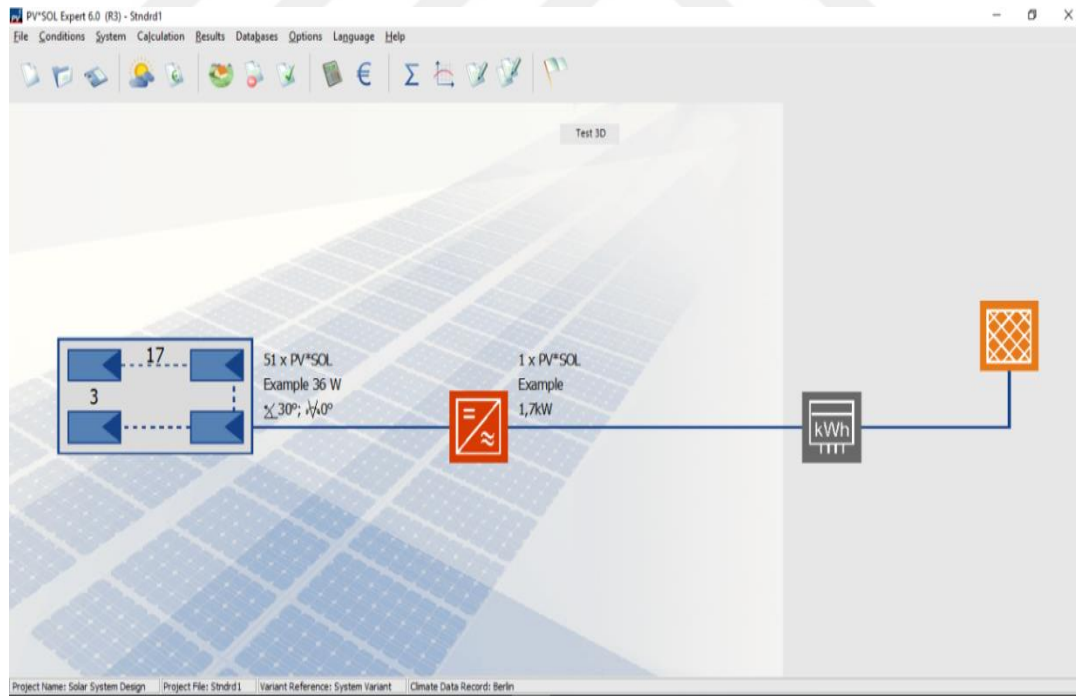 PV*SOL Expert 6.0 (R3) - Stndrd1
File Conditions System Calculation Results Databases Options Language Help
Test 3D
17
3
51 x PV*SOL
Example 36 W
30°; 0°
1 x PV*SOL
Example
1,7kW
kWh
Project Name: Solar System Design Project File: Stndrd1 Variant Reference: System Variant Climate Data Record: Berlin